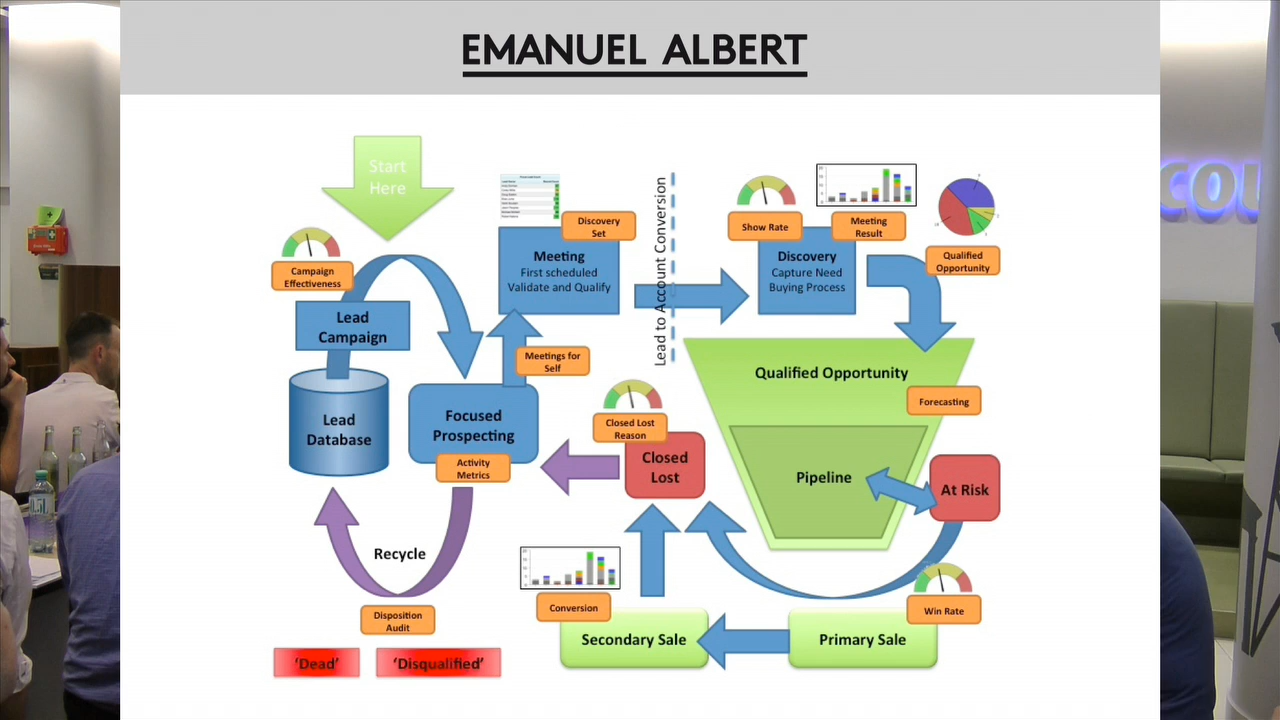 EMANUEL ALBERT
Start
Here
Campaign
Effectiveness
Lead
Campaign
Lead
Database
Focused
Prospecting
Activity
Metrics
Recycle
Disposition
Audit
'Dead'
'Disqualified'
Discovery
Set
Meeting
First scheduled
Validate and Qualify
Meetings for
Self
Lead to Account Conversion
Show Rate
Meeting
Result
Discovery
Capture Need
Buying Process
Qualified
Opportunity
Qualified Opportunity
Forecasting
Pipeline
At Risk
Closed Lost
Reason
Closed
Lost
Conversion
Secondary Sale
Primary Sale
Win Rate
COU